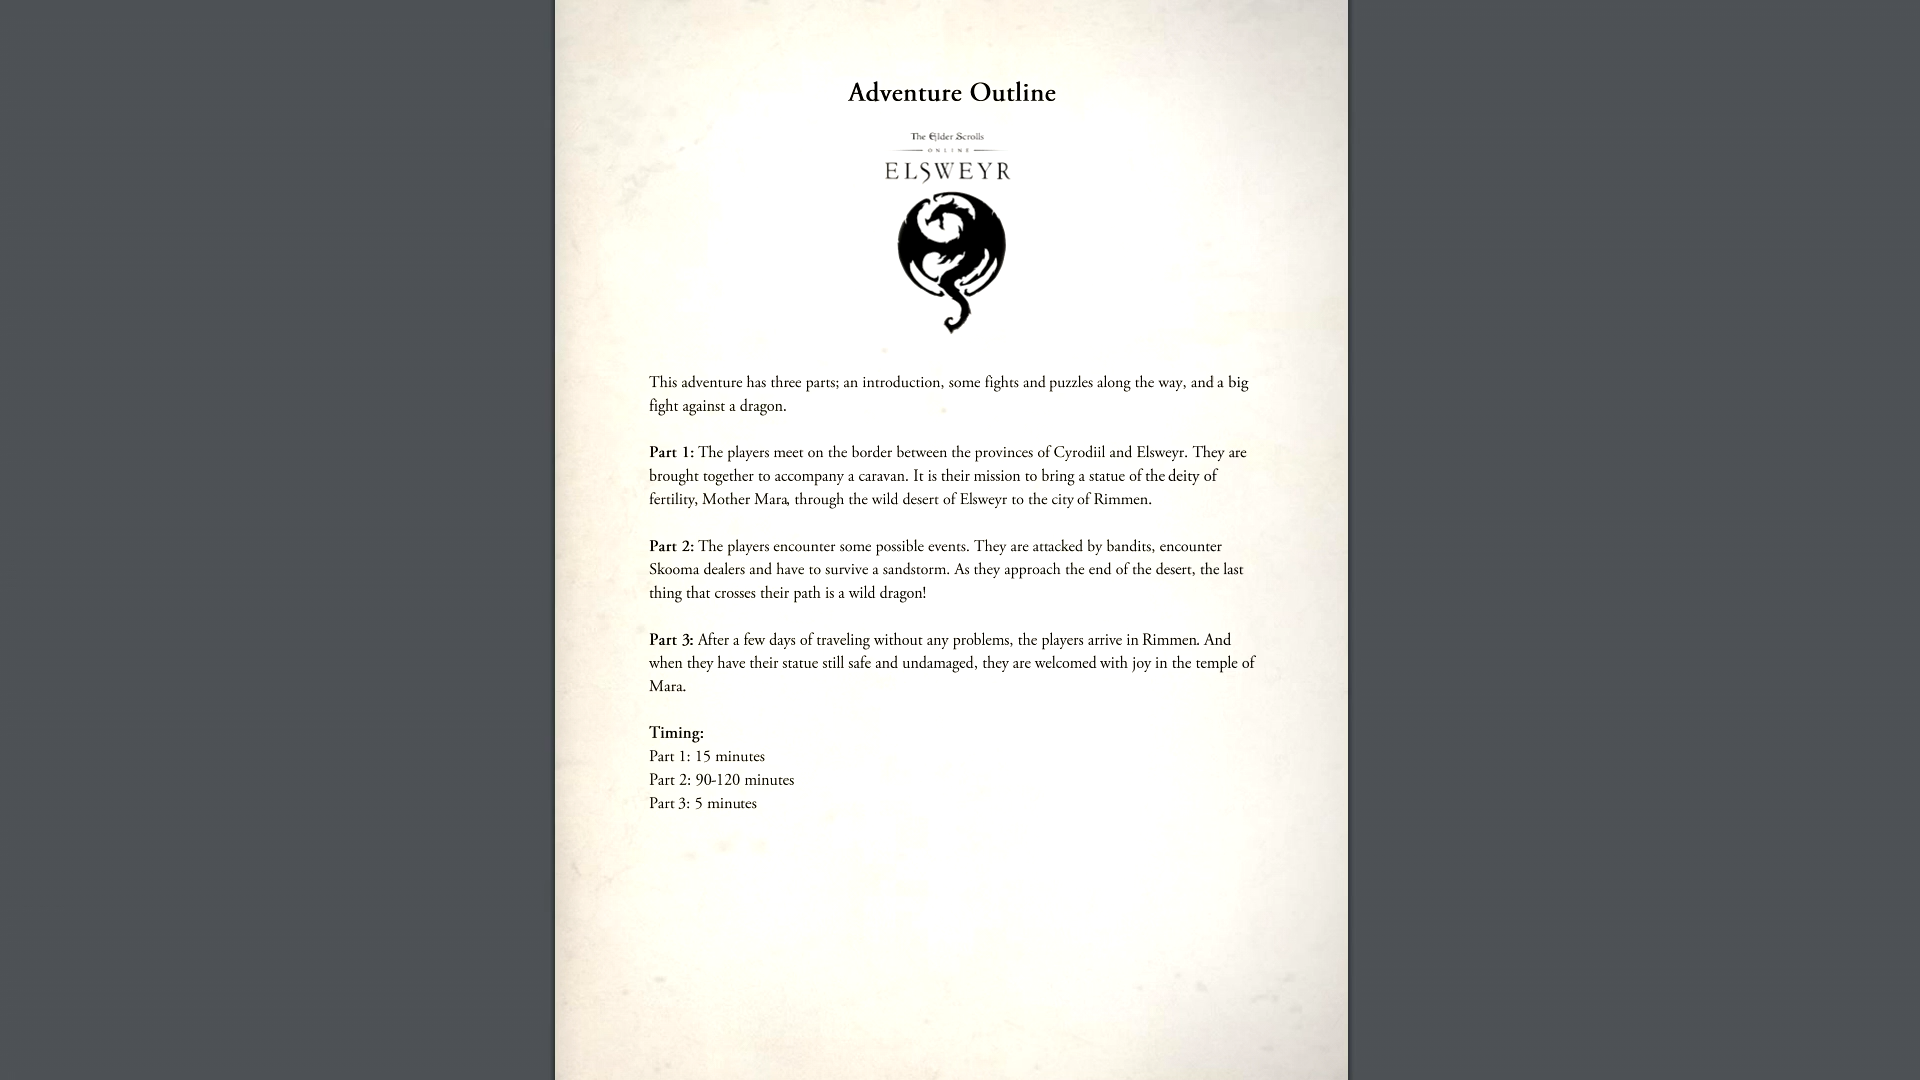 Adventure Outline
The Elder Scrolls
ONLINE
ELSWEYR
This adventure has three parts; an introduction, some fights and puzzles along the way, and a big
fight against a dragon.
Part 1: The players meet on the border between the provinces of Cyrodiil and Elsweyr. They are
brought together to accompany a caravan. It is their mission to bring a statue of the deity of
fertility, Mother Mara, through the wild desert of Elsweyr to the city of Rimmen.
Part 2: The players encounter some possible events. They are attacked by bandits, encounter
Skooma dealers and have to survive a sandstorm. As they approach the end of the desert, the last
thing that crosses their path is a wild dragon!
Part 3: After a few days of traveling without any problems, the players arrive in Rimmen. And
when they have their statue still safe and undamaged, they are welcomed with joy in the temple of
Mara.
Timing:
Part 1: 15 minutes
Part 2: 90-120 minutes
Part 3: 5 minutes